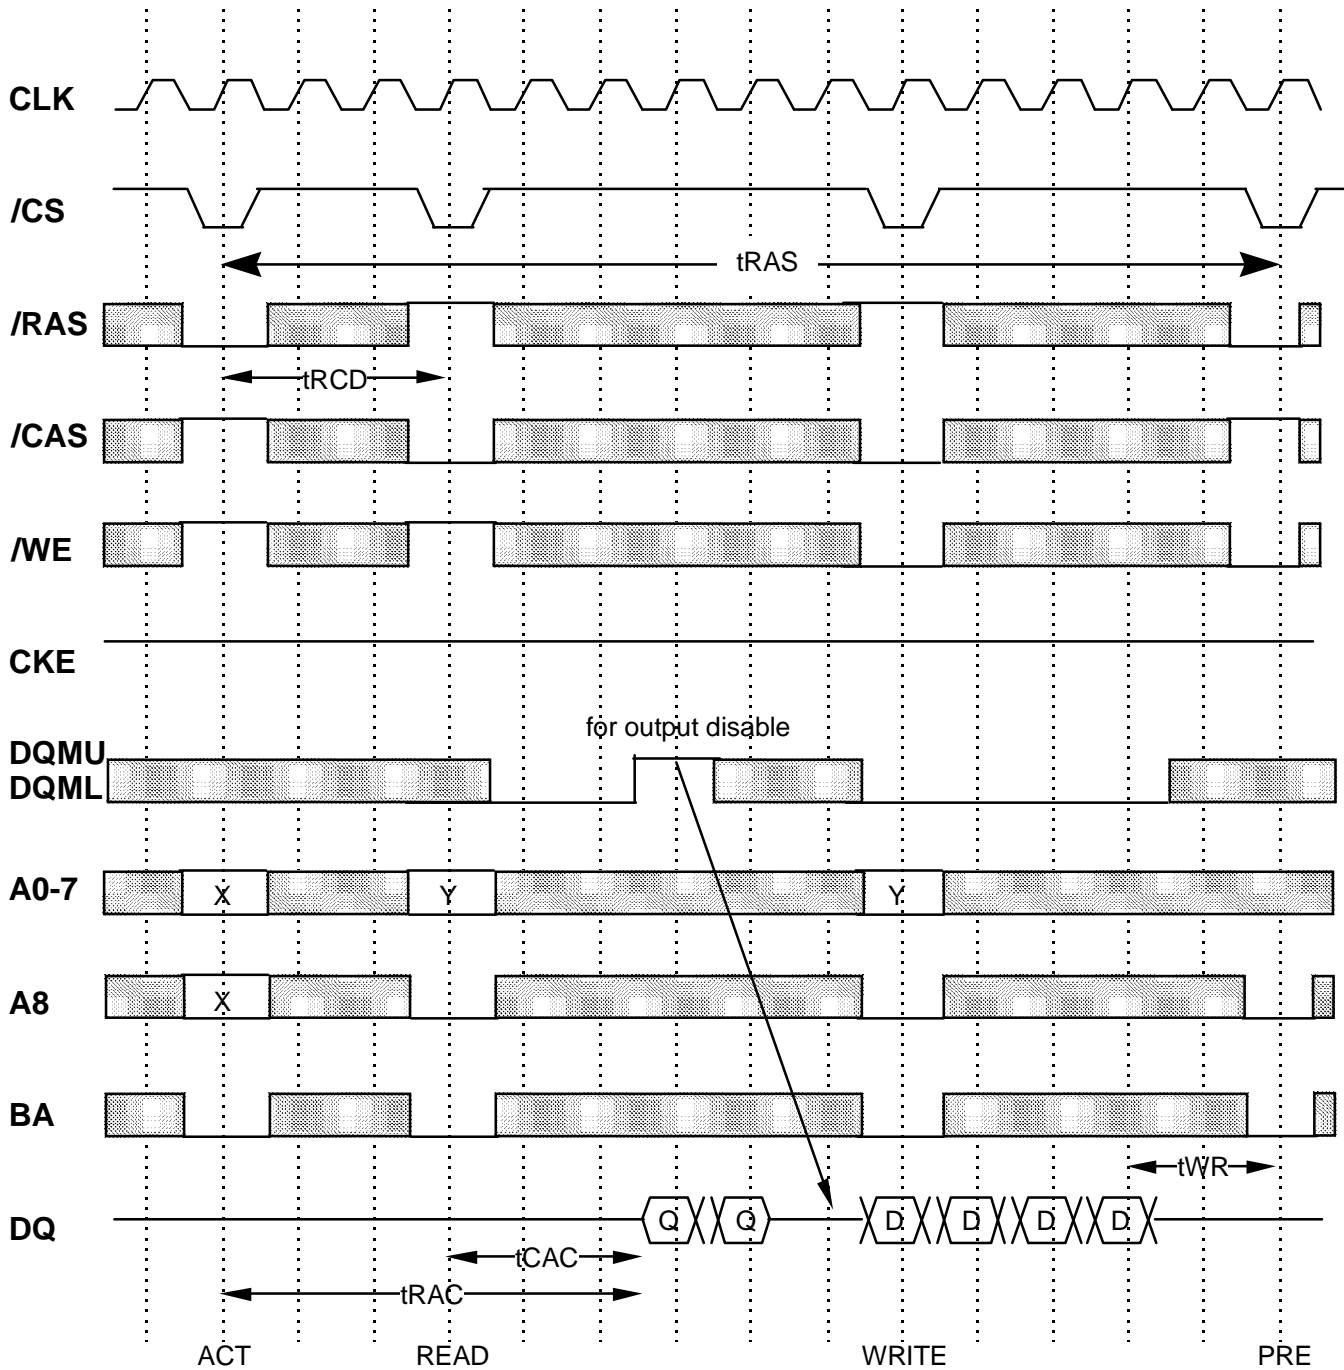 CLK
/CS
tRAS
/RAS
tRCD
/CAS
/WE
CKE
for output disable
DQMU
DQML
A0-7 X Y Y
A8 X
BA
tWR
DQ Q Q D D D D
tCAC
tRAC
ACT READ WRITE PRE